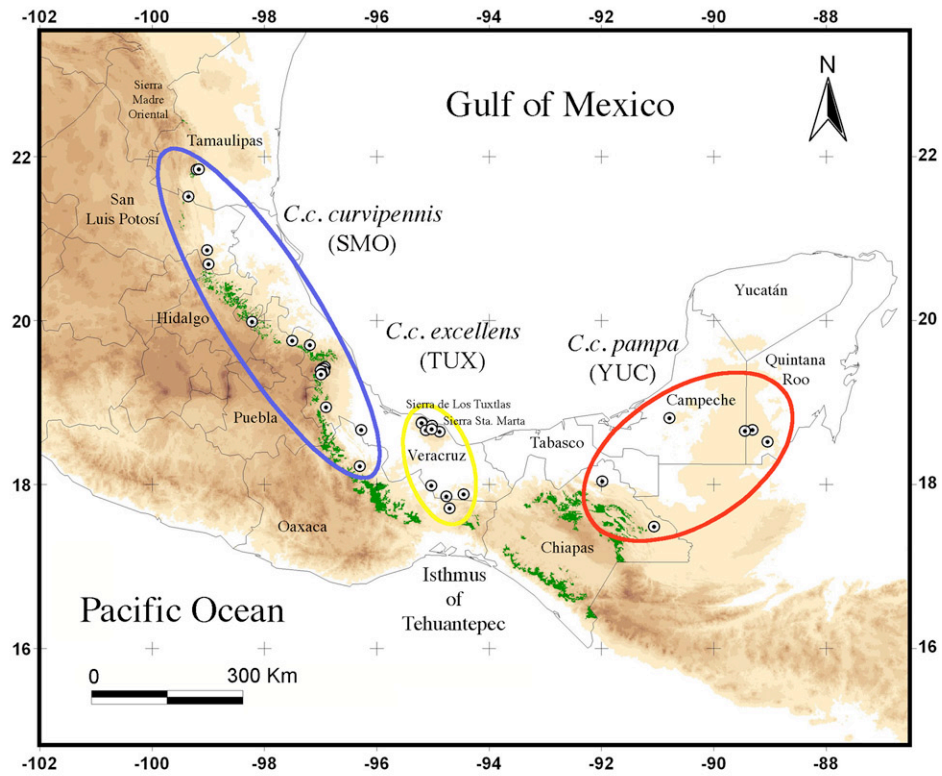 -102 -100 -98 -96 -94 -92 -90 -88
N
Gulf of Mexico
Sierra
Madre
Oriental
Tamaulipas
22 22
San
Luis Potosí
C.c. curvipennis
(SMO)
Yucatán
20 20
Hidalgo
C.c. excellens
(TUX)
C.c. pampa
(YUC)
Quintana
Roo
Campeche
Puebla
Sierra de Los Tuxtlas
Sierra Sta. Marta
Tabasco
Veracruz
18 18
Oaxaca
Chiapas
Isthmus
of
Tehuantepec
Pacific Ocean
16 16
0 300 Km
-102 -100 -98 -96 -94 -92 -90 -88